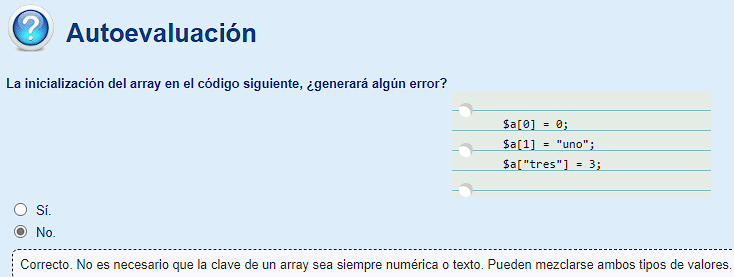 Autoevaluación
La inicialización del array en el código siguiente, ¿generará algún error?
$a[0] = 0;
$a[1] = "uno";
$a["tres"] = 3;
Sí.
No.
Correcto. No es necesario que la clave de un array sea siempre numérica o texto. Pueden mezclarse ambos tipos de valores.